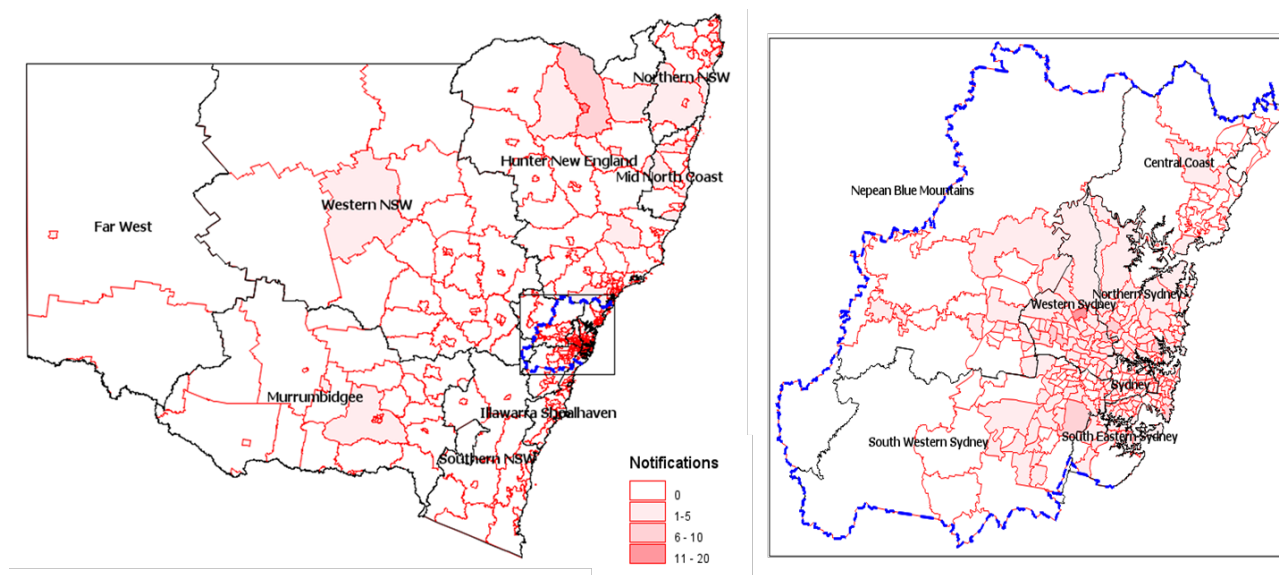 Northern NSW
Hunter New England
Mid North Coast
Western NSW
Far West
Murrumbidgee
Illawarra Shoalhaven
Southern NSW
Notifications
0
1-5
6 - 10
11 - 20
Central Coast
Nepean Blue Mountains
Northern Sydney
Western Sydney
Sydney
South Western Sydney
South Eastern Sydney